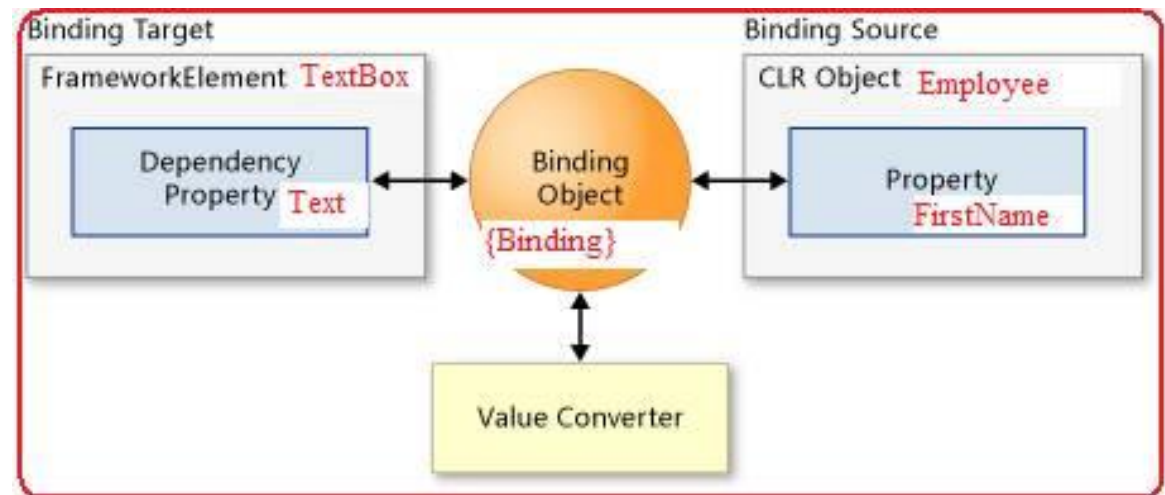 Binding Target
FrameworkElement TextBox
Dependency
Property Text
Binding
Object
{Binding}
Binding Source
CLR Object Employee
Property
FirstName
Value Converter